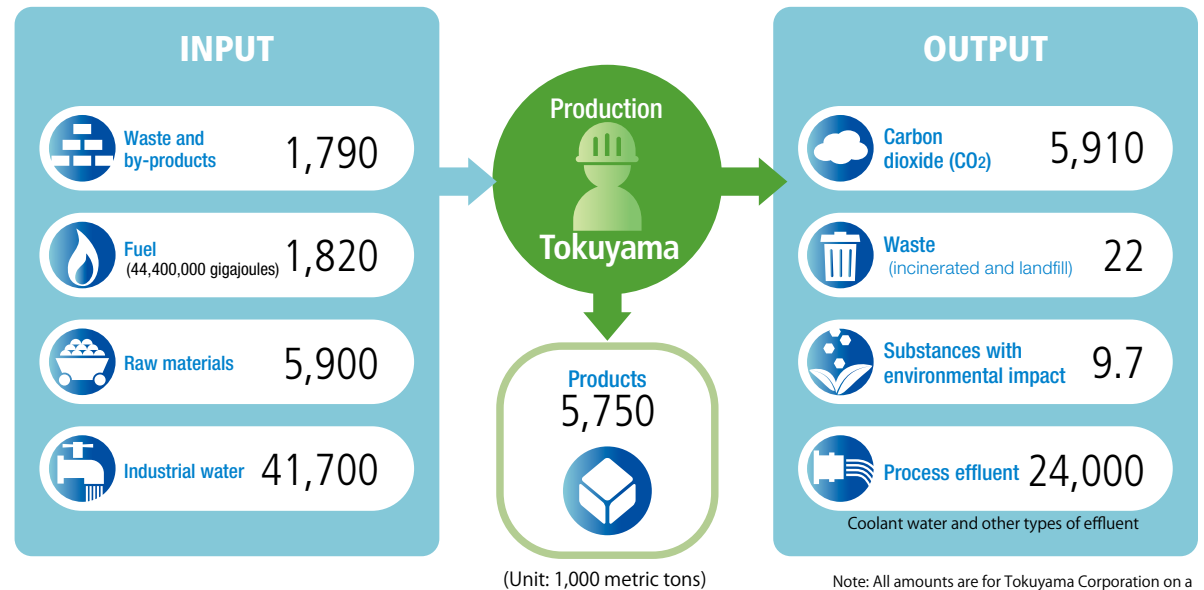 INPUT
Waste and
by-products
1,790
Fuel
(44,400,000 gigajoules)
1,820
Raw materials
5,900
Industrial water
41,700
Production
Tokuyama
Products
5,750
(Unit: 1,000 metric tons)
OUTPUT
Carbon
dioxide (CO2)
5,910
Waste
(incinerated and landfill)
22
Substances with
environmental impact
9.7
Process effluent
24,000
Coolant water and other types of effluent
Note: All amounts are for Tokuyama Corporation on a